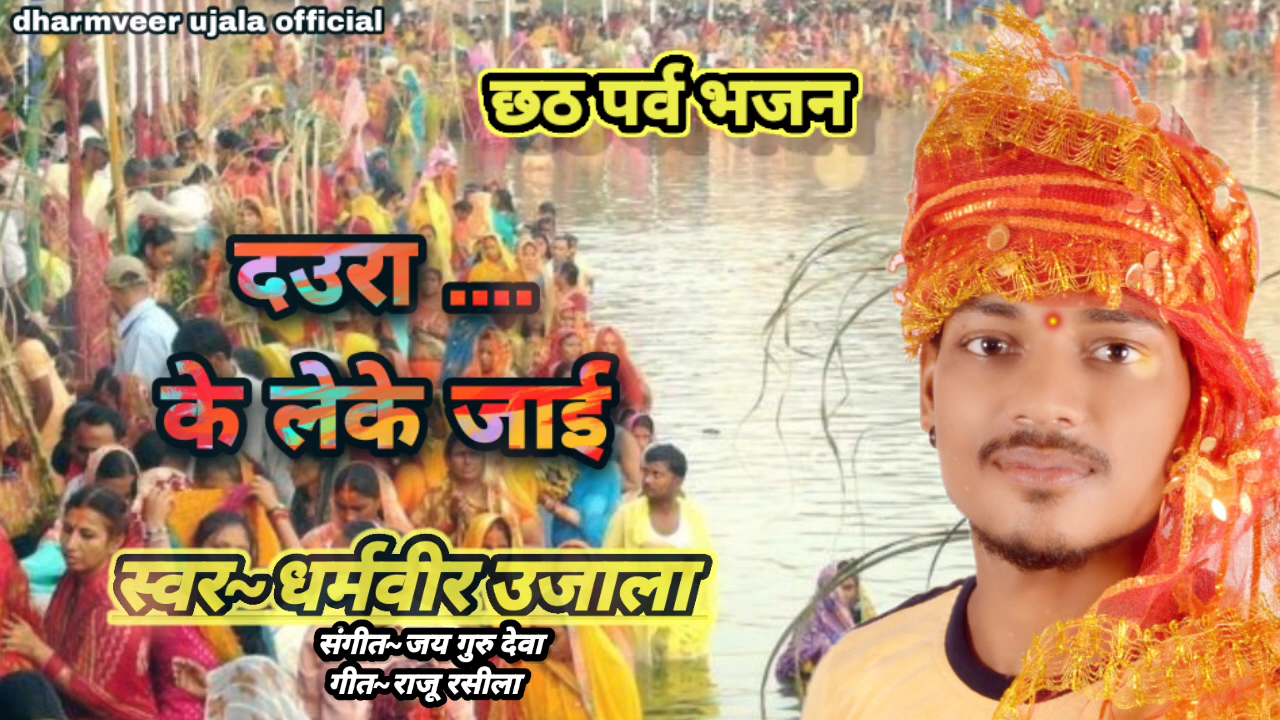 dharmveer ujala official
छठ पर्व भजन
दउरा ....
के लेके जाई
स्वर~ धर्मवीर उजाला
संगीत~ जय गुरु देवा
गीत~ राजू रसीला